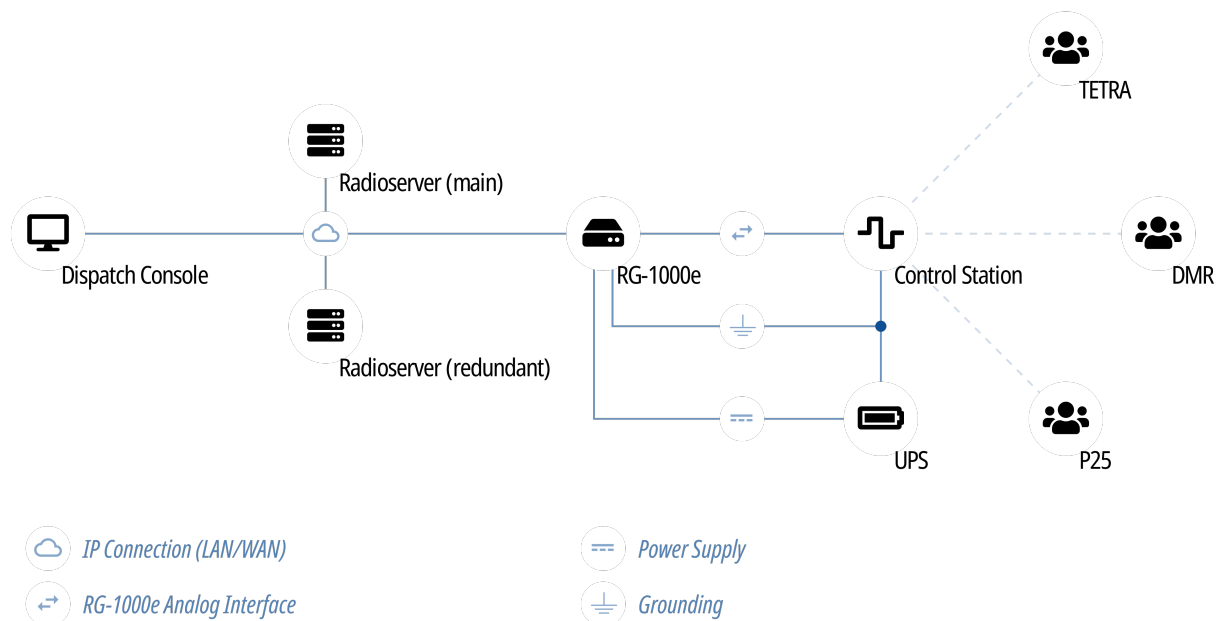 TETRA
Radioserver (main)
Dispatch Console
RG-1000e
Control Station
DMR
Radioserver (redundant)
UPS
P25
IP Connection (LAN/WAN)
Power Supply
RG-1000e Analog Interface
Grounding